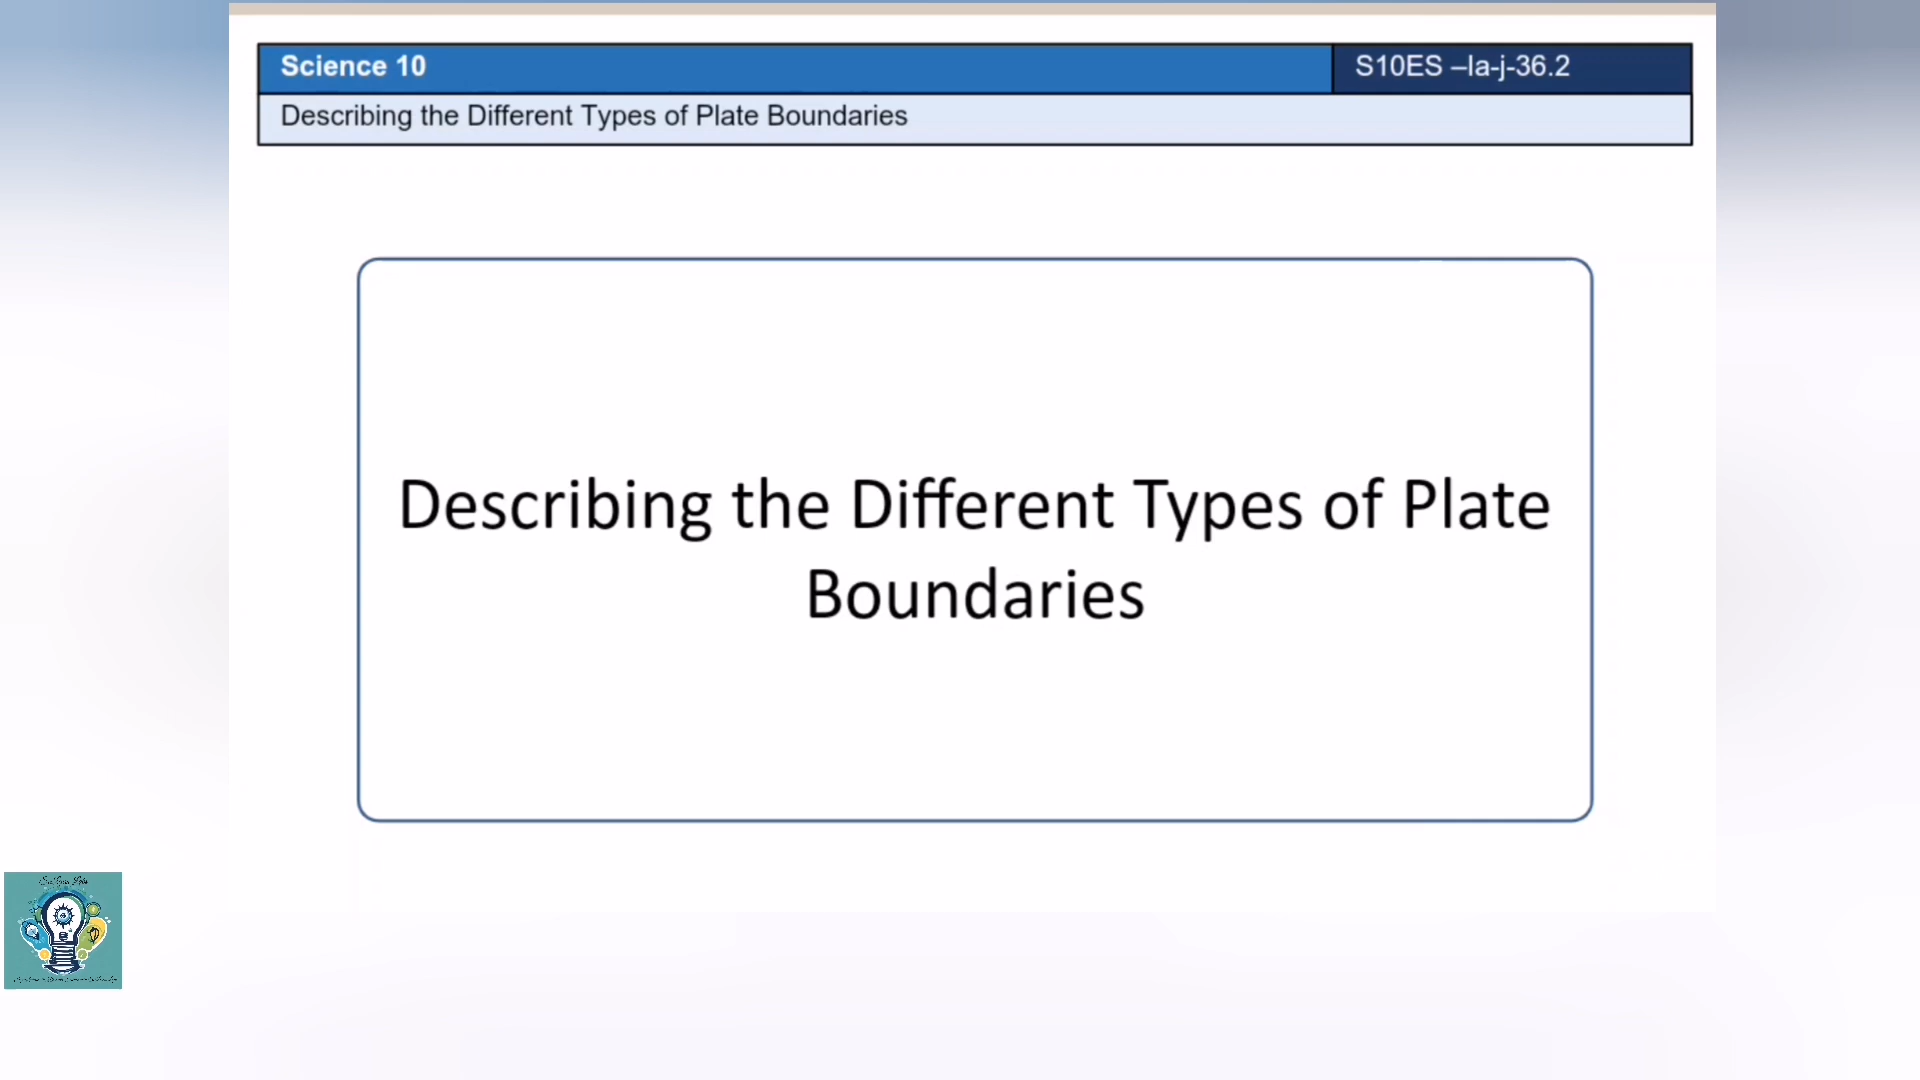 Science 10
S10ES –Ia-j-36.2
Describing the Different Types of Plate Boundaries
Describing the Different Types of Plate
Boundaries